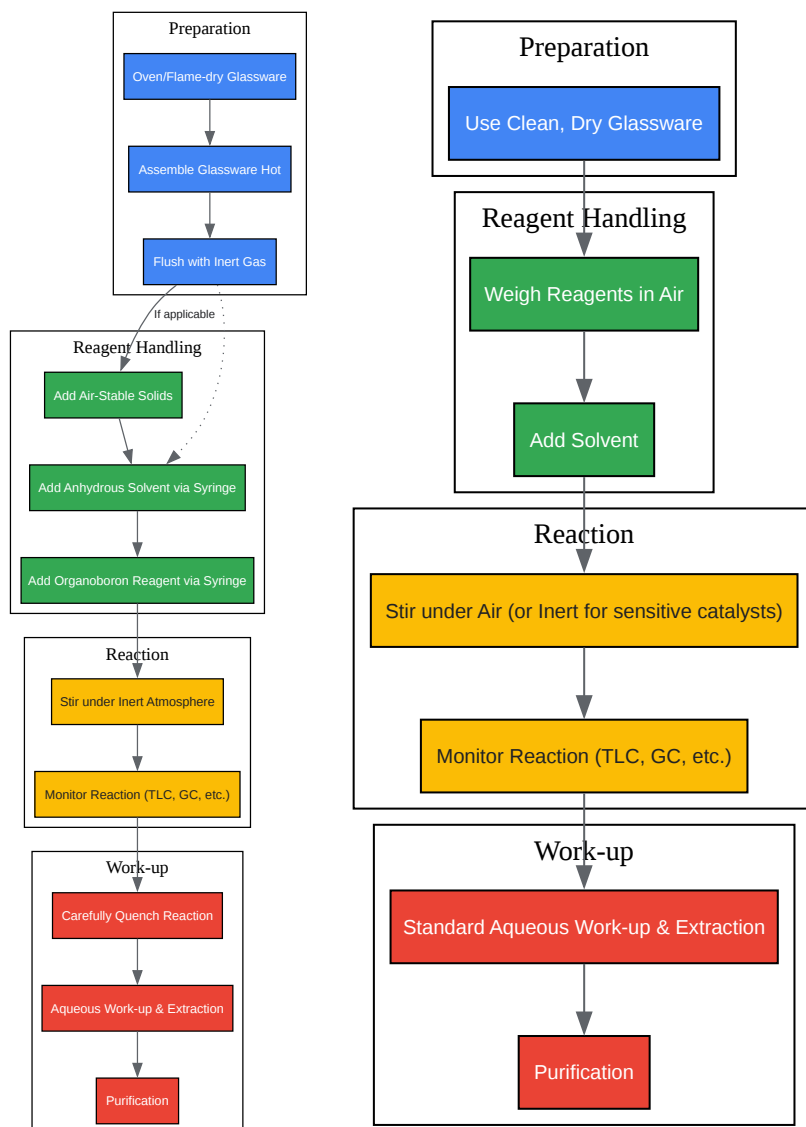 Preparation
Oven/Flame-dry Glassware
Assemble Glassware Hot
Flush with Inert Gas
If applicable
Reagent Handling
Add Air-Stable Solids
Add Anhydrous Solvent via Syringe
Add Organoboron Reagent via Syringe
Reaction
Stir under Inert Atmosphere
Monitor Reaction (TLC, GC, etc.)
Work-up
Carefully Quench Reaction
Aqueous Work-up & Extraction
Purification
Preparation
Use Clean, Dry Glassware
Reagent Handling
Weigh Reagents in Air
Add Solvent
Reaction
Stir under Air (or Inert for sensitive catalysts)
Monitor Reaction (TLC, GC, etc.)
Work-up
Standard Aqueous Work-up & Extraction
Purification